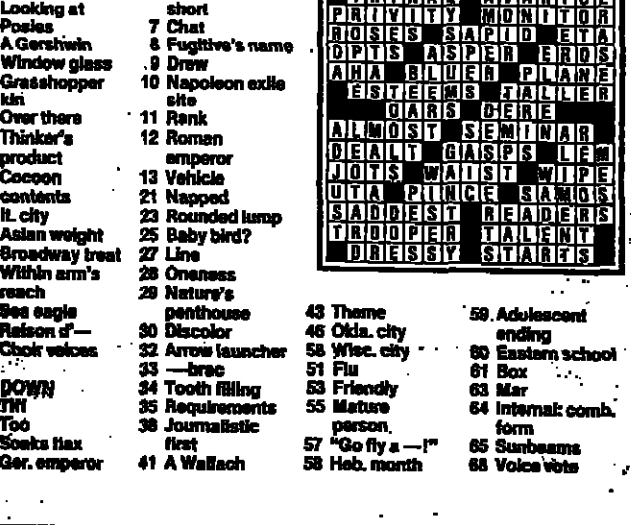 Looking at
Posies
A Gershwin
Window glass
Grasshopper
kin
Over there
Thinker's
product
Cocoon
contents
It. city
Asian weight
Broadway treat
Within arm's
reach
Sea eagle
Raison d'—
Choir voices
DOWN
Too
Soaks flax
Ger. emperor
short
7 Chat
8 Fugitive's name
9 Draw
10 Napoleon exile
site
11 Rank
12 Roman
emperor
13 Vehicle
21 Napped
23 Rounded lump
25 Baby bird?
27 Line
28 Oneness
29 Nature's
penthouse
30 Discolor
32 Arrow launcher
33 —-brac
34 Tooth filling
35 Requirements
38 Journalistic
first
41 A Wallach
PRIVITY MONITOR
ROSES SAPID ETA
OPTS ASPER EROS
AHA BLUER PLANE
ESTEEMS TALLER
OARS DERE
ALMOST SEMINAR
DEALT GASPS LEM
JOTS WAIST WIPE
UTA PINCE SAMOS
SADDEST READERS
TROOPER TALENT
DRESSY STARTS
43 Theme
46 Okla. city
Wisc. city
51 Flu
53 Friendly
55 Mature
person
57 "Go fly a —!"
58 Heb. month
59 Adolescent
ending
60 Eastern school
61 Box
63 Mar
64 Internal: comb.
form
65 Sunbeams
68 Voice vote